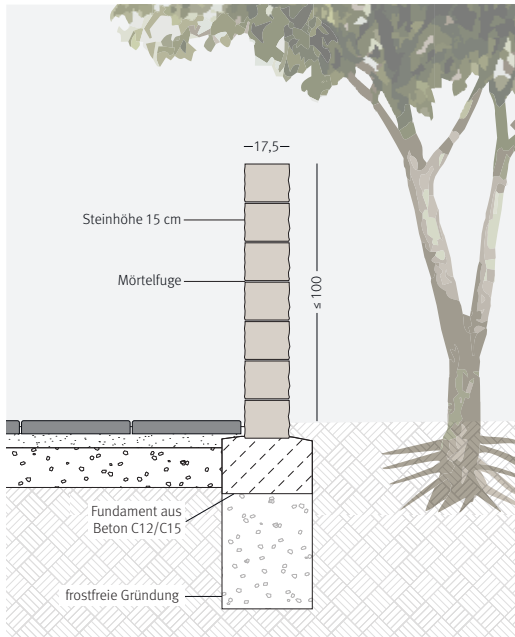 17,5
Steinhöhe 15 cm
Mörtelfuge
≤ 100
Fundament aus
Beton C12/C15
frostfreie Gründung